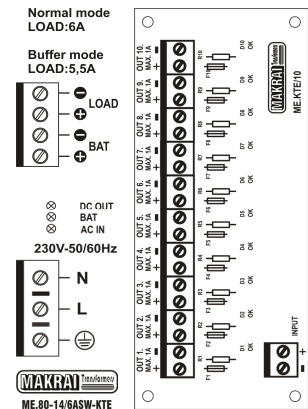 Normal mode
LOAD:6A
Buffer mode
LOAD:5,5A
LOAD
BAT
DC OUT
BAT
AC IN
230V-50/60Hz
N
L
MAKRAI Transformers
ME.80-14/6ASW-KTE
OUT 10.
MAX. 1A
R10
F10
D10
OK
OUT 9.
MAX. 1A
R9
F9
D9
OK
OUT 8.
MAX. 1A
R8
F8
D8
OK
OUT 7.
MAX. 1A
R7
F7
D7
OK
OUT 6.
MAX. 1A
R6
F6
D6
OK
OUT 5.
MAX. 1A
R5
F5
D5
OK
OUT 4.
MAX. 1A
R4
F4
D4
OK
OUT 3.
MAX. 1A
R3
F3
D3
OK
OUT 2.
MAX. 1A
R2
F2
D2
OK
OUT 1.
MAX. 1A
R1
F1
D1
OK
MAKRAI Transformers
ME.KTE/10
INPUT
+
-